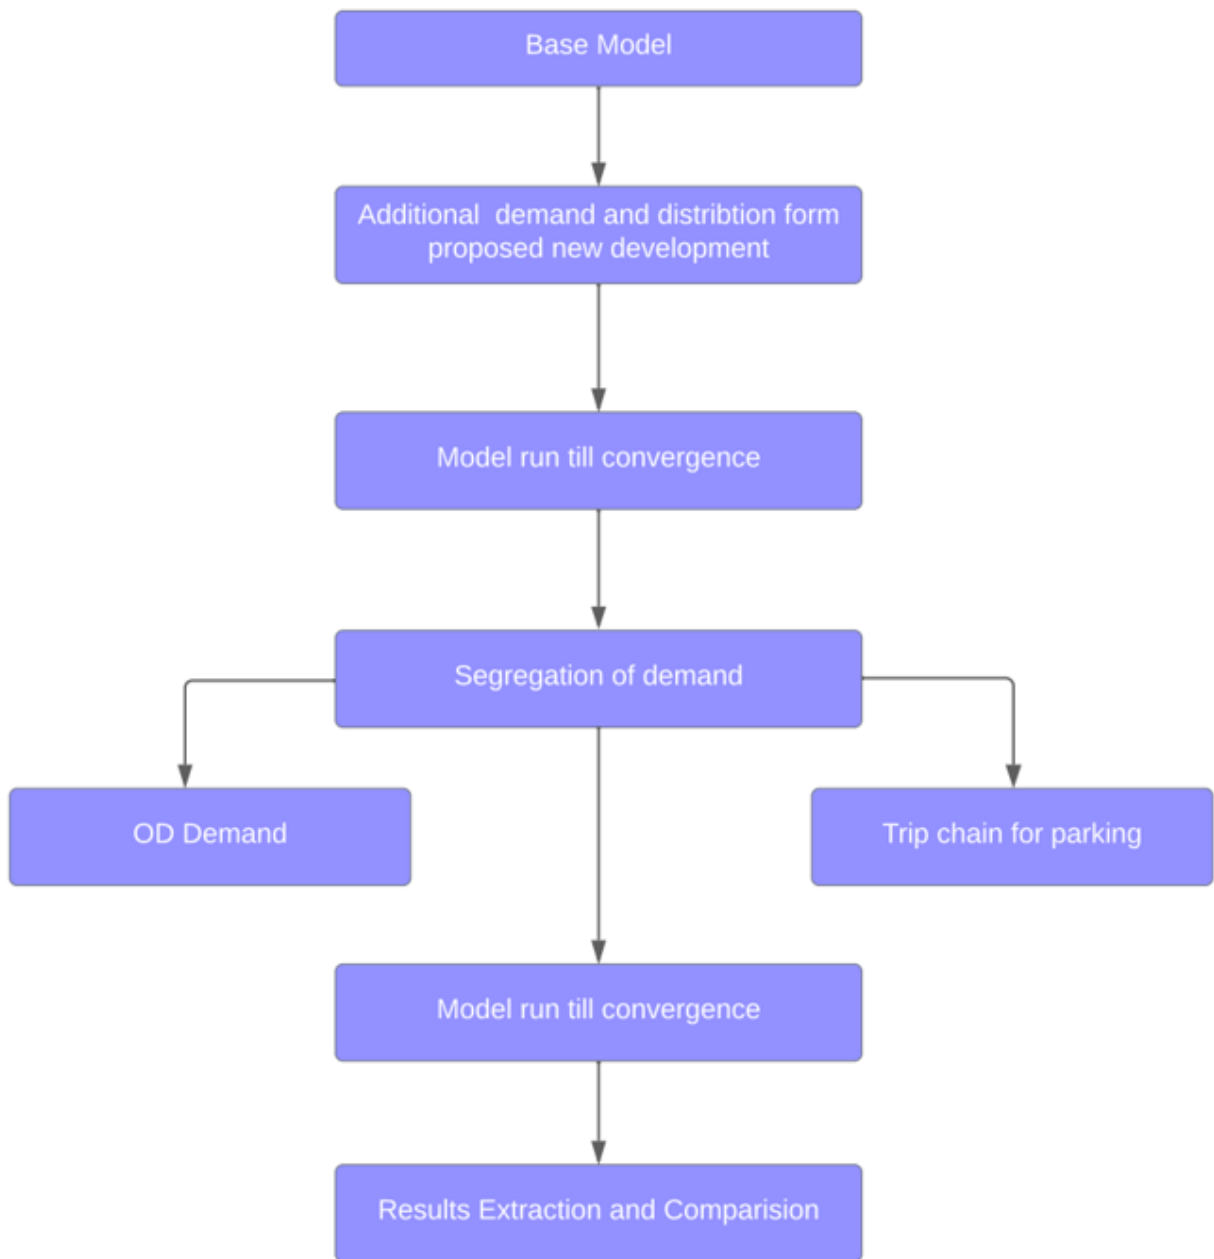 Base Model
Additional  demand and distribtion form
proposed new development
Model run till convergence
Segregation of demand
OD Demand
Trip chain for parking
Model run till convergence
Results Extraction and Comparision